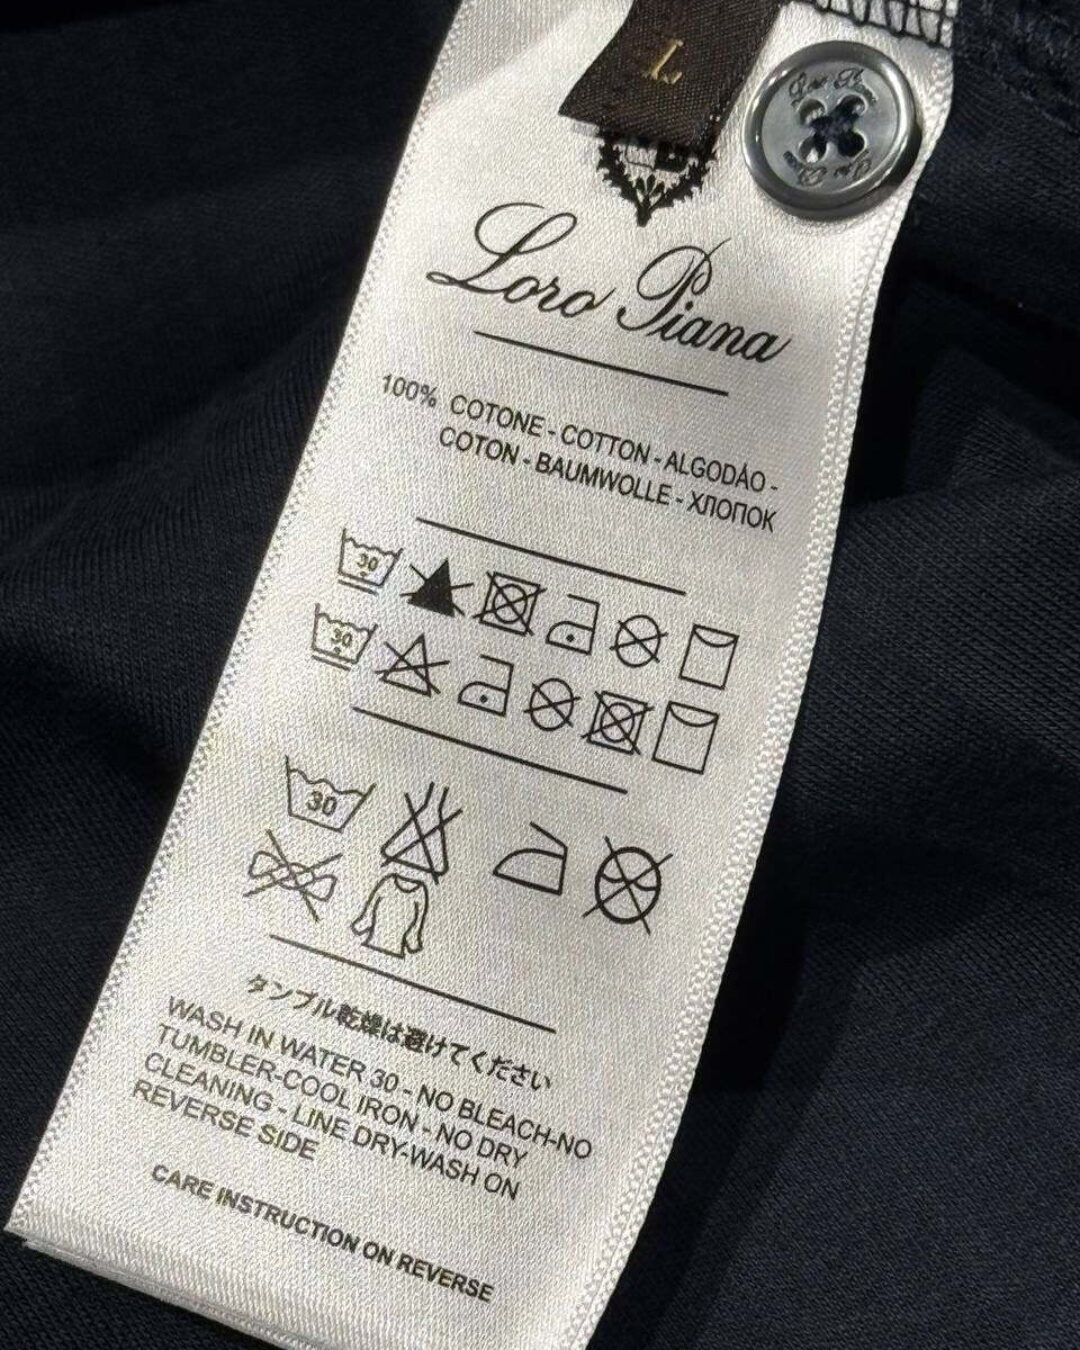 L
Loro Piana
100% COTONE - COTTON - ALGODÃO -
COTON - BAUMWOLLE - ХЛОПОК
30
30
30
タンブル乾燥は避けてください
WASH IN WATER 30 - NO BLEACH-NO
TUMBLER-COOL IRON - NO DRY
CLEANING - LINE DRY-WASH ON
REVERSE SIDE
CARE INSTRUCTION ON REVERSE